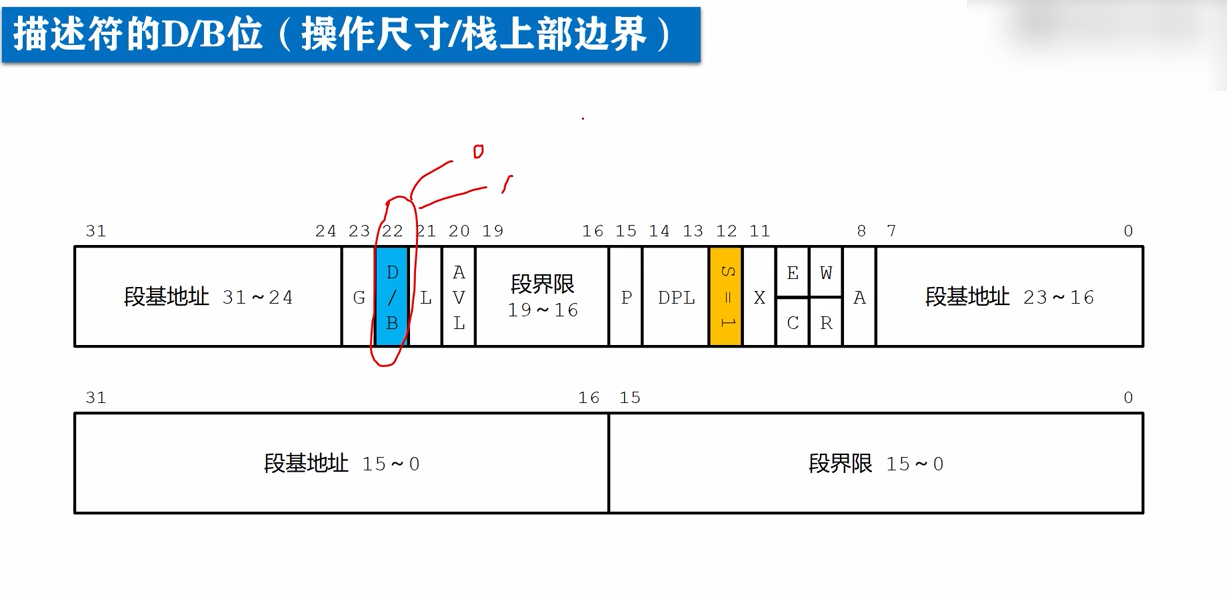 描述符的D/B位（操作尺寸/栈上部边界）
0
1
31 24 23 22 21 20 19 16 15 14 13 12 11 8 7 0
段基地址 31~24 G D/B L AVL 段界限 19~16 P DPL S=1 X E W C R A 段基地址 23~16
31 16 15 0
段基地址 15~0 段界限 15~0